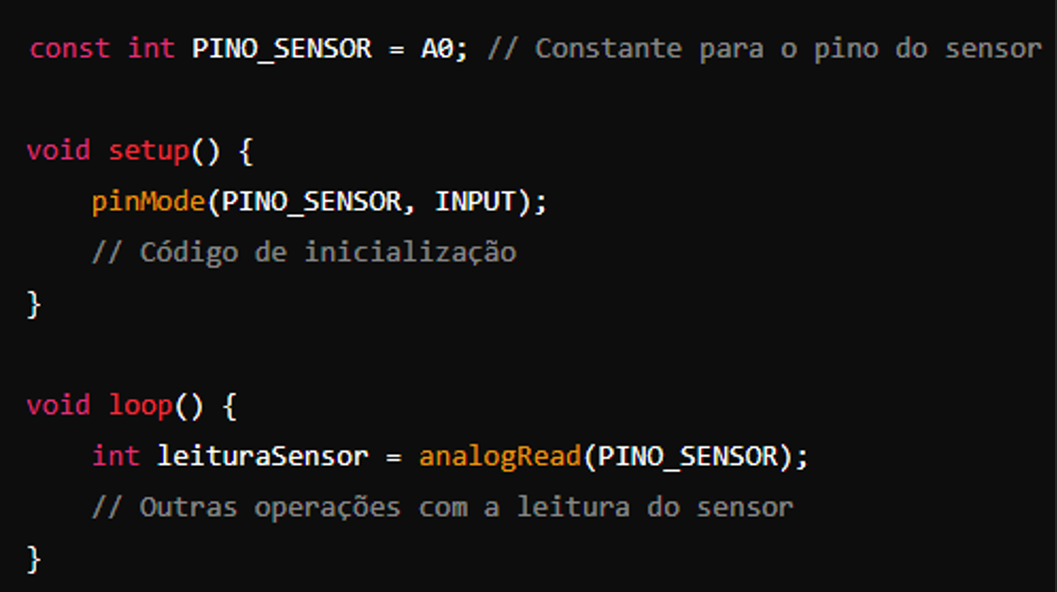 const int PINO_SENSOR = A0; // Constante para o pino do sensor
void setup() {
pinMode(PINO_SENSOR, INPUT);
// Código de inicialização
}
void loop() {
int leituraSensor = analogRead(PINO_SENSOR);
// Outras operações com a leitura do sensor
}